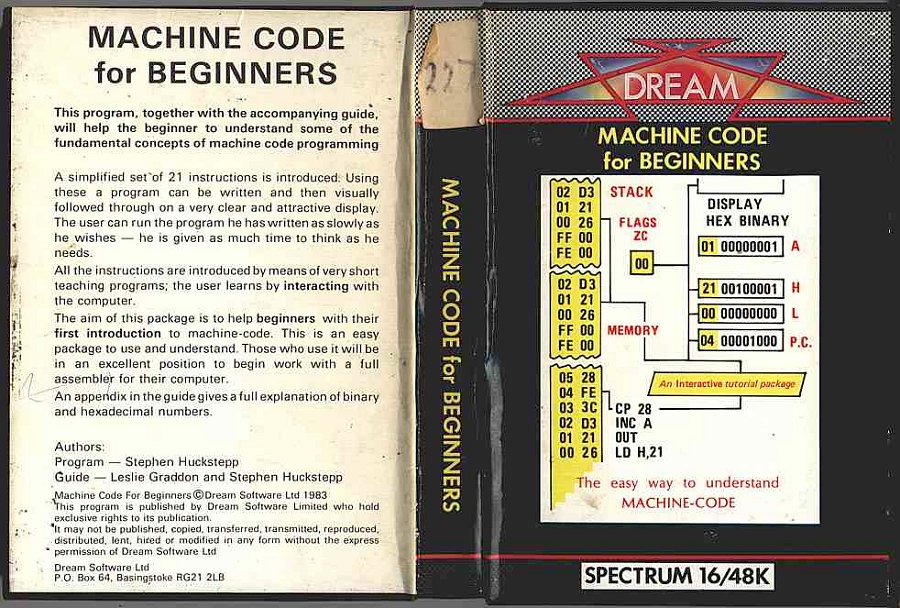 MACHINE CODE
for BEGINNERS
This program, together with the accompanying guide,
will help the beginner to understand some of the
fundamental concepts of machine code programming
A simplified set of 21 instructions is introduced. Using
these a program can be written and then visually
followed through on a very clear and attractive display.
The user can run the program he has written as slowly as
he wishes — he is given as much time to think as he
needs.
All the instructions are introduced by means of very short
teaching programs; the user learns by interacting with
the computer.
The aim of this package is to help beginners with their
first introduction to machine-code. This is an easy
package to use and understand. Those who use it will be
in an excellent position to begin work with a full
assembler for their computer.
An appendix in the guide gives a full explanation of binary
and hexadecimal numbers.
Authors:
Program — Stephen Huckstepp
Guide — Leslie Graddon and Stephen Huckstepp
Machine Code For Beginners © Dream Software Ltd 1983
This program is published by Dream Software Limited who hold
exclusive rights to its publication.
It may not be published, copied, transferred, transmitted, reproduced,
distributed, lent, hired or modified in any form without the express
permission of Dream Software Ltd
Dream Software Ltd
P.O. Box 64, Basingstoke RG21 2LB
227
MACHINE CODE for BEGINNERS
DREAM
MACHINE CODE
for BEGINNERS
02 D3 STACK
01 21
00 26
FF 00
FE 00
FLAGS
ZC
00
DISPLAY
HEX BINARY
01 00000001 A
21 00100001 H
00 00000000 L
04 00001000 P.C.
02 D3
01 21
00 26
FF 00
FE 00
MEMORY
An Interactive tutorial package
05 28
04 FE
03 3C CP 28
02 D3 INC A
01 21 OUT
00 26 LD H,21
The easy way to understand
MACHINE-CODE
SPECTRUM 16/48K